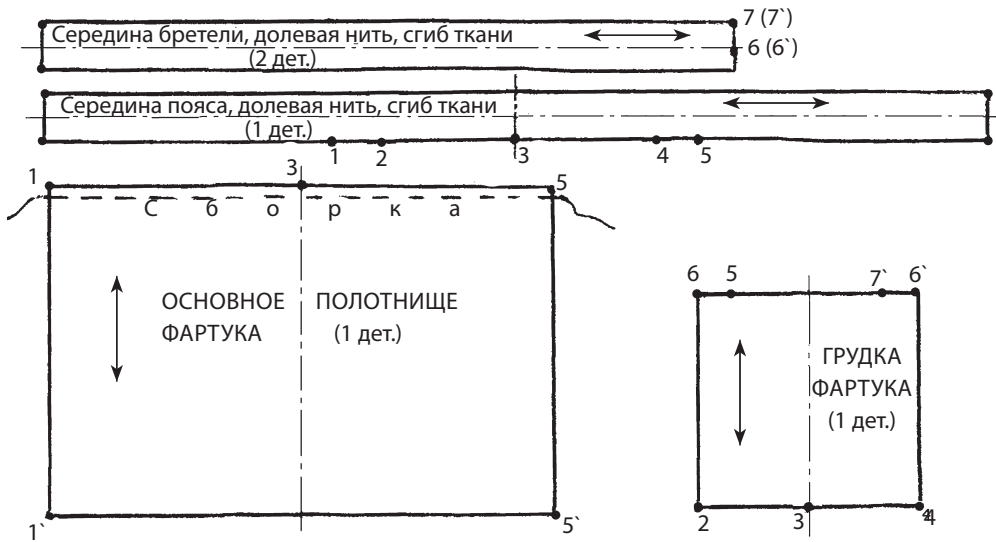 7 (7`)
Середина бретели, долевая нить, сгиб ткани
6 (6`)
(2 дет.)
Середина пояса, долевая нить, сгиб ткани
(1 дет.)
1 2 3 4 5
1 3 5
С б о р к а
ОСНОВНОЕ ПОЛОТНИЩЕ
ФАРТУКА (1 дет.)
1` 5`
6 5 7` 6`
ГРУДКА
ФАРТУКА
(1 дет.)
2 3 4